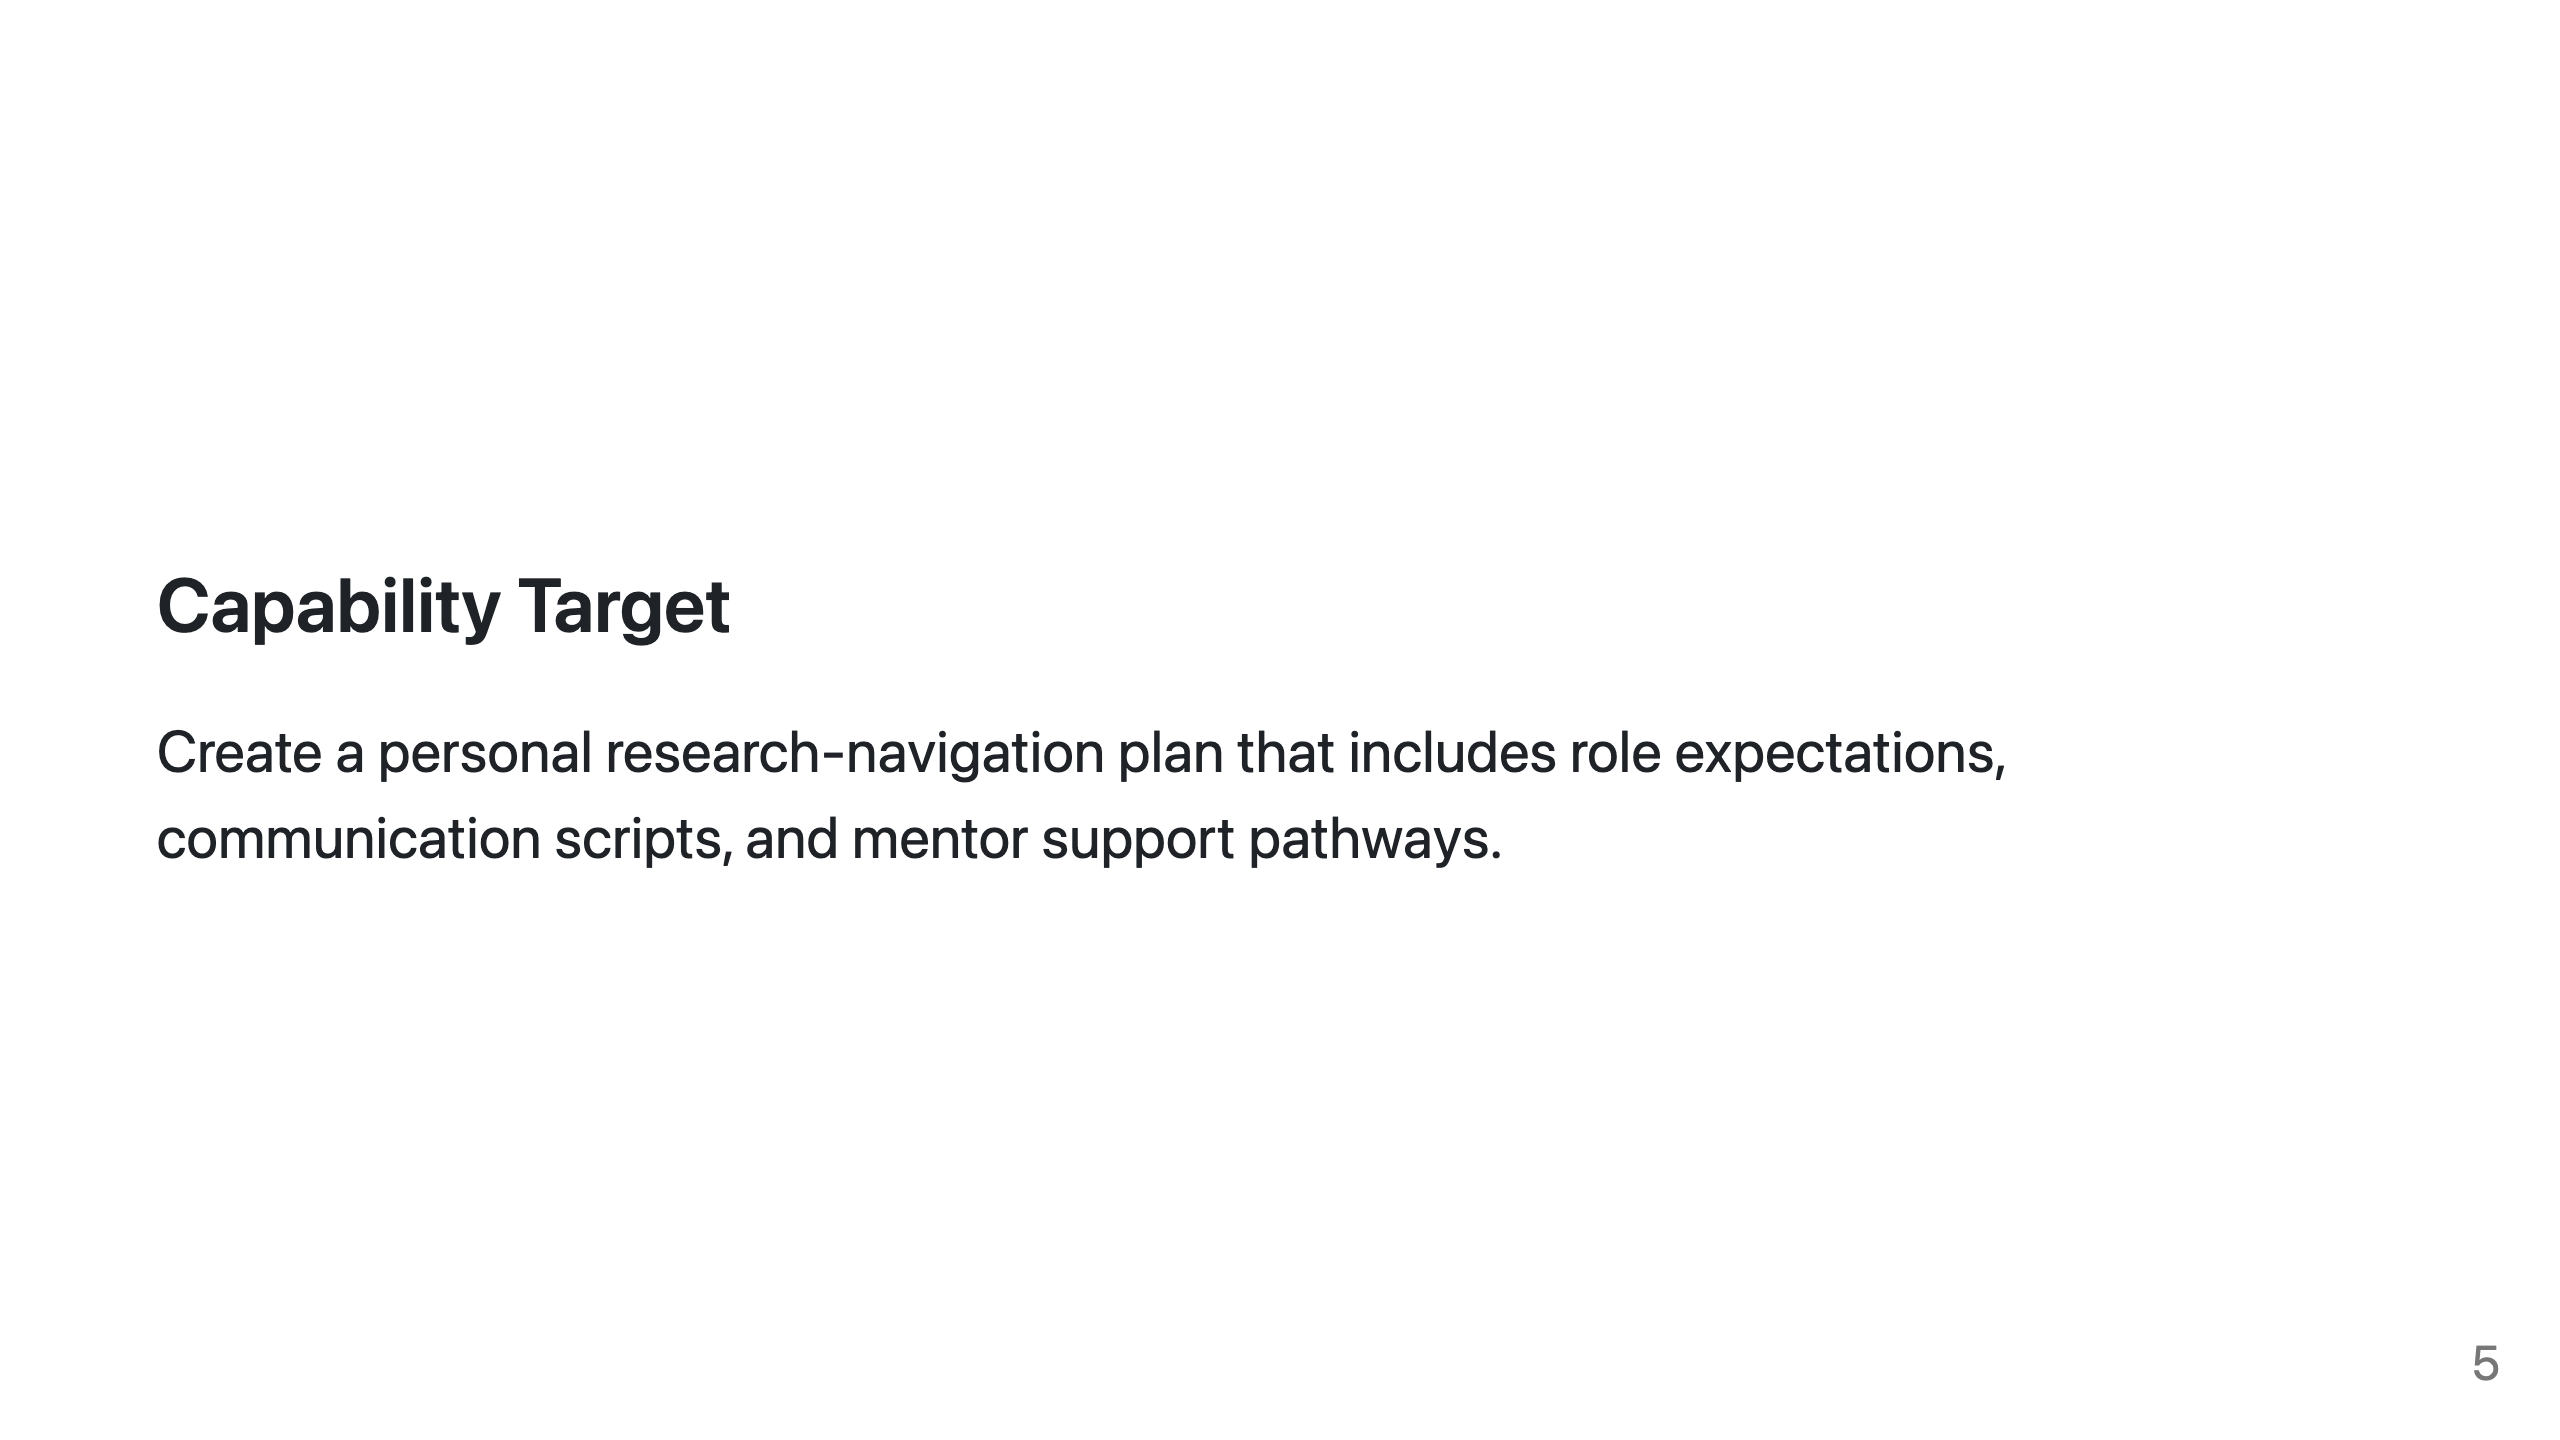 Capability Target
Create a personal research-navigation plan that includes role expectations,
communication scripts, and mentor support pathways.
5